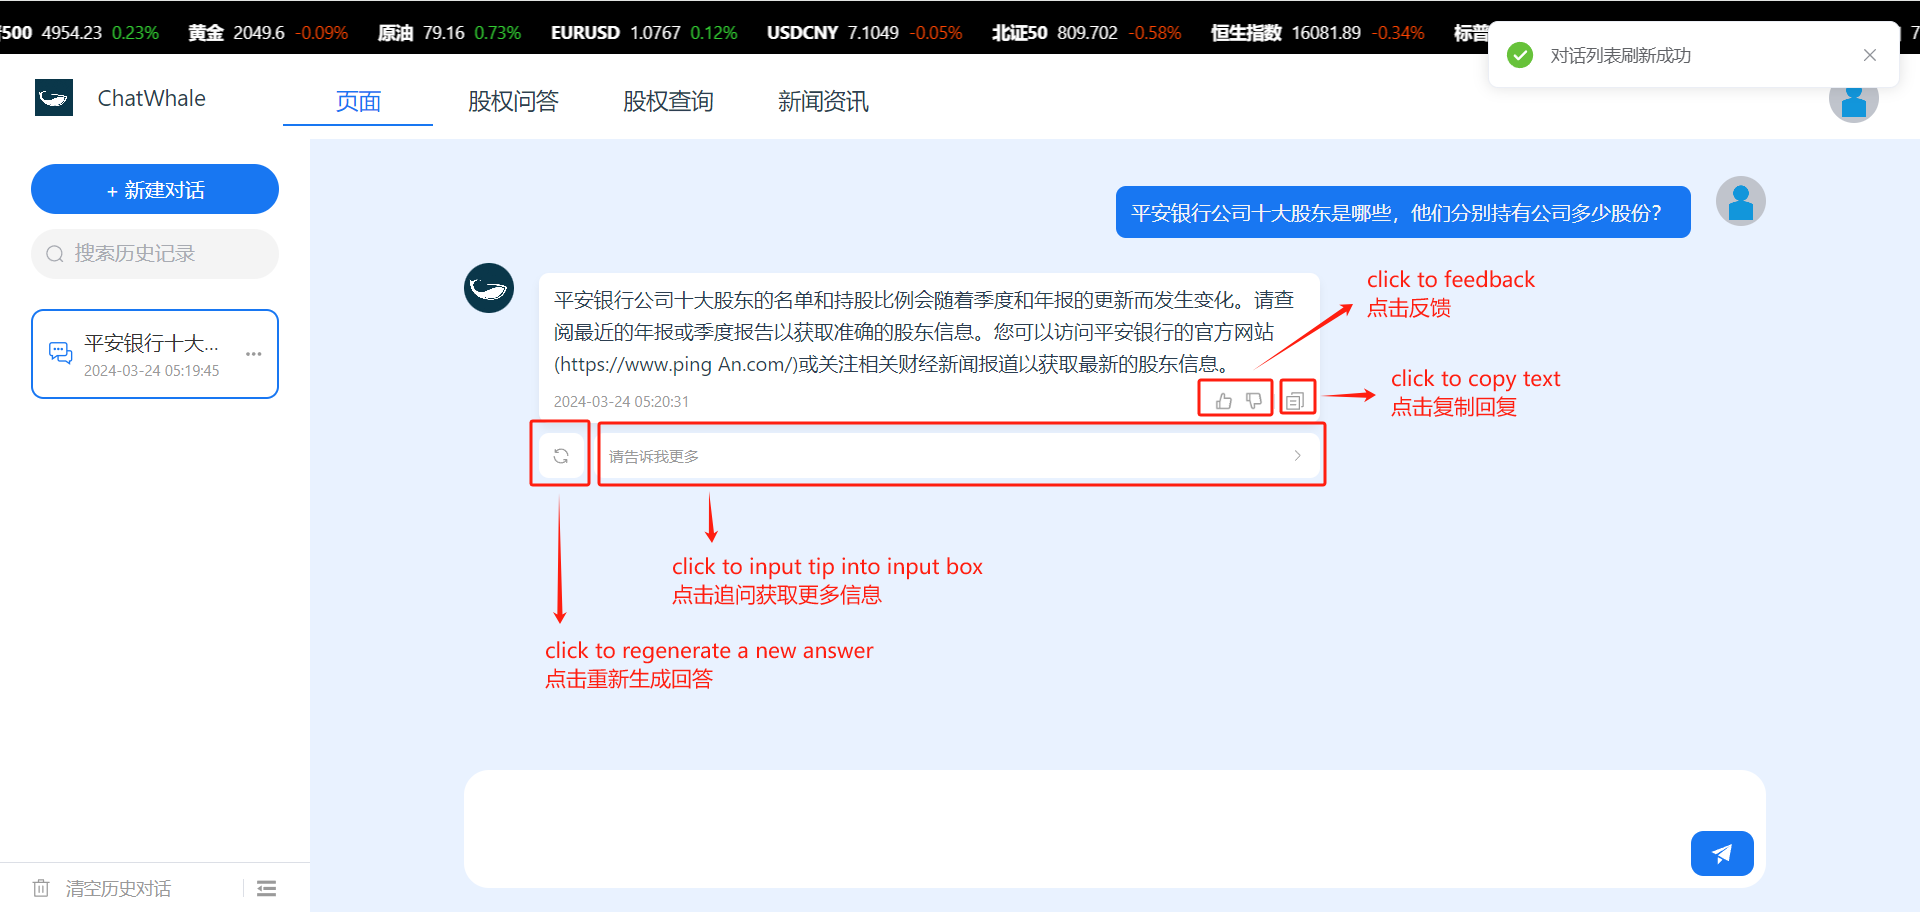 500 4954.23 0.23% 黄金 2049.6 -0.09% 原油 79.16 0.73% EURUSD 1.0767 0.12% USDCNY 7.1049 -0.05% 北证50 809.702 -0.58% 恒生指数 16081.89 -0.34% 标普
对话列表刷新成功
ChatWhale
页面 股权问答 股权查询 新闻资讯
+ 新建对话
搜索历史记录
平安银行十大...
2024-03-24 05:19:45
平安银行公司十大股东是哪些，他们分别持有公司多少股份？
平安银行公司十大股东的名单和持股比例会随着季度和年报的更新而发生变化。请查
阅最近的年报或季度报告以获取准确的股东信息。您可以访问平安银行的官方网站
(https://www.ping An.com/)或关注相关财经新闻报道以获取最新的股东信息。
2024-03-24 05:20:31
click to feedback
点击反馈
click to copy text
点击复制回复
请告诉我更多
click to input tip into input box
点击追问获取更多信息
click to regenerate a new answer
点击重新生成回答
清空历史对话